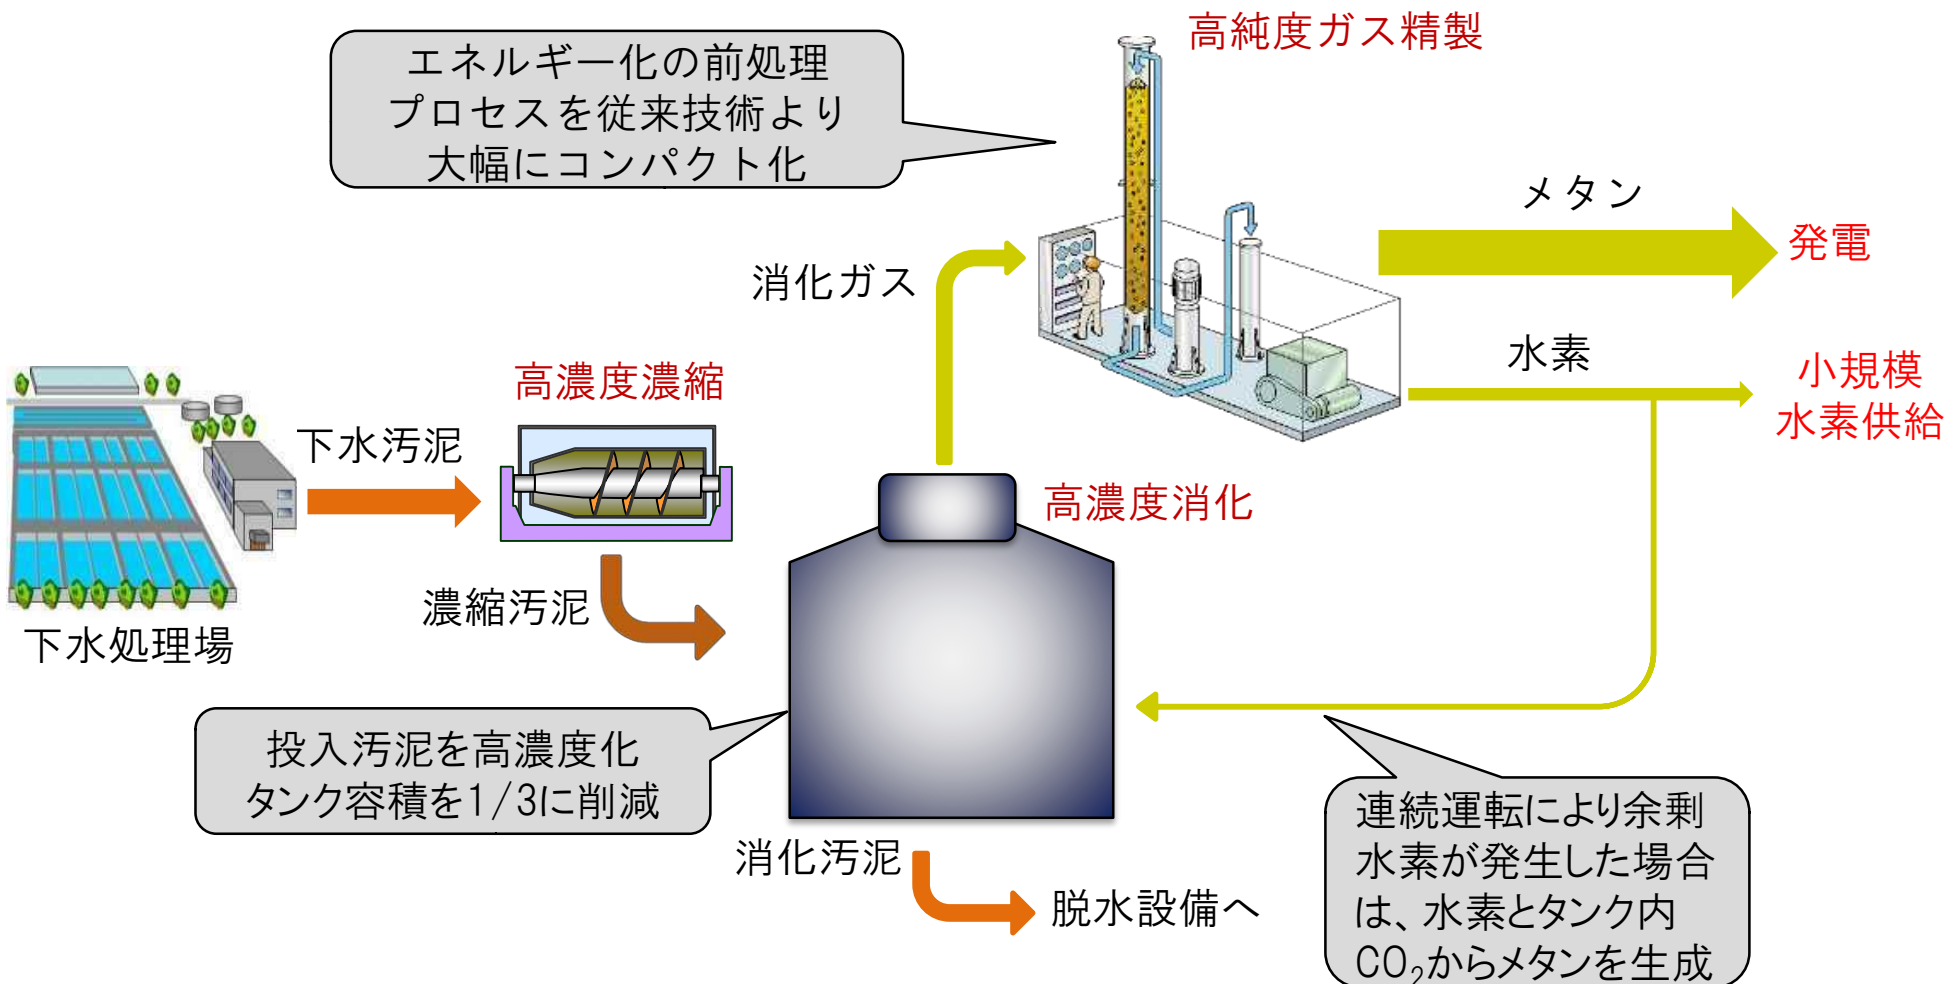 高純度ガス精製
エネルギー化の前処理
プロセスを従来技術より
大幅にコンパクト化
メタン
発電
消化ガス
水素
小規模
水素供給
高濃度濃縮
下水汚泥
高濃度消化
濃縮汚泥
下水処理場
投入汚泥を高濃度化
タンク容積を1/3に削減
連続運転により余剰
水素が発生した場合
は、水素とタンク内
CO₂からメタンを生成
消化汚泥
脱水設備へ